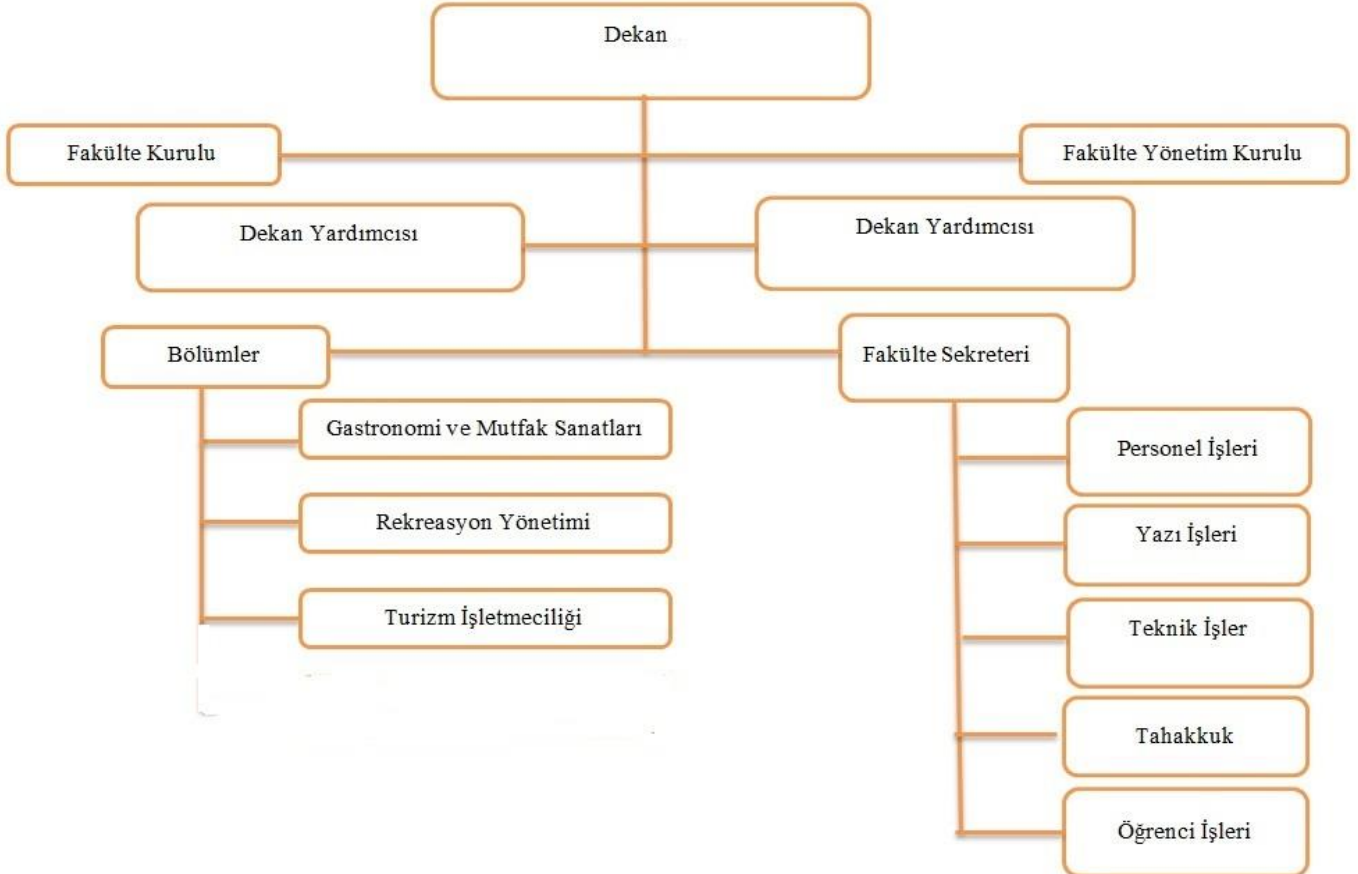 Dekan
Fakülte Kurulu
Fakülte Yönetim Kurulu
Dekan Yardımcısı
Dekan Yardımcısı
Bölümler
Fakülte Sekreteri
Gastronomi ve Mutfak Sanatları
Rekreasyon Yönetimi
Turizm İşletmeciliği
Personel İşleri
Yazı İşleri
Teknik İşler
Tahakkuk
Öğrenci İşleri